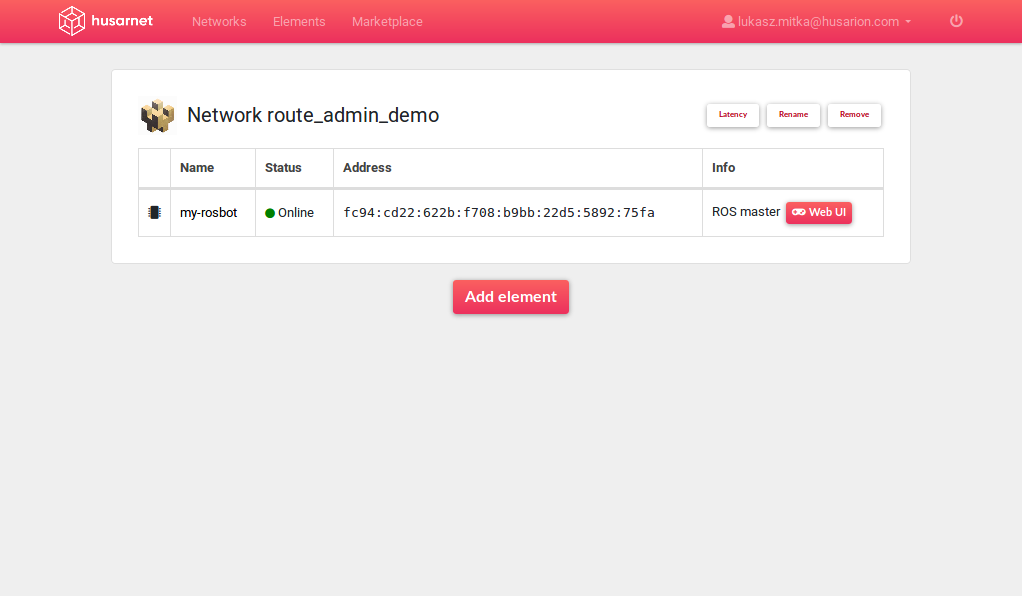 husarnet Networks Elements Marketplace lukasz.mitka@husarion.com
Network route_admin_demo Latency Rename Remove
Name Status Address Info
my-rosbot Online fc94:cd22:622b:f708:b9bb:22d5:5892:75fa ROS master Web UI
Add element